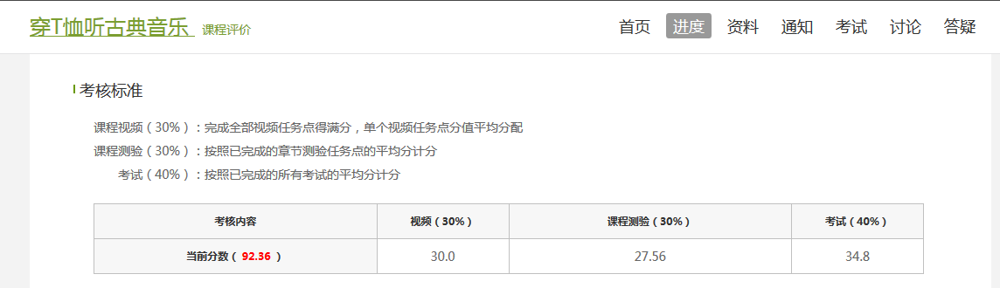 穿T恤听古典音乐 课程评价 首页 进度 资料 通知 考试 讨论 答疑
考核标准
课程视频（30%）：完成全部视频任务点得满分，单个视频任务点分值平均分配
课程测验（30%）：按照已完成的章节测验任务点的平均分计分
考试（40%）：按照已完成的所有考试的平均分计分
考核内容 视频（30%） 课程测验（30%） 考试（40%）
当前分数（ 92.36 ） 30.0 27.56 34.8